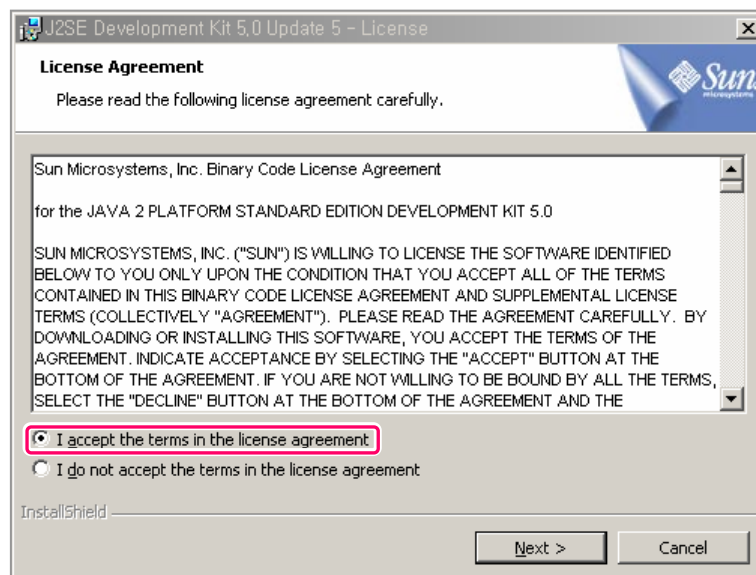 J2SE Development Kit 5.0 Update 5 - License
License Agreement
Please read the following license agreement carefully.
Sun
microsystems
Sun Microsystems, Inc. Binary Code License Agreement
for the JAVA 2 PLATFORM STANDARD EDITION DEVELOPMENT KIT 5.0
SUN MICROSYSTEMS, INC. ("SUN") IS WILLING TO LICENSE THE SOFTWARE IDENTIFIED
BELOW TO YOU ONLY UPON THE CONDITION THAT YOU ACCEPT ALL OF THE TERMS
CONTAINED IN THIS BINARY CODE LICENSE AGREEMENT AND SUPPLEMENTAL LICENSE
TERMS (COLLECTIVELY "AGREEMENT").  PLEASE READ THE AGREEMENT CAREFULLY.  BY
DOWNLOADING OR INSTALLING THIS SOFTWARE, YOU ACCEPT THE TERMS OF THE
AGREEMENT. INDICATE ACCEPTANCE BY SELECTING THE "ACCEPT" BUTTON AT THE
BOTTOM OF THE AGREEMENT. IF YOU ARE NOT WILLING TO BE BOUND BY ALL THE TERMS,
SELECT THE "DECLINE" BUTTON AT THE BOTTOM OF THE AGREEMENT AND THE
I accept the terms in the license agreement
I do not accept the terms in the license agreement
InstallShield
Next >
Cancel